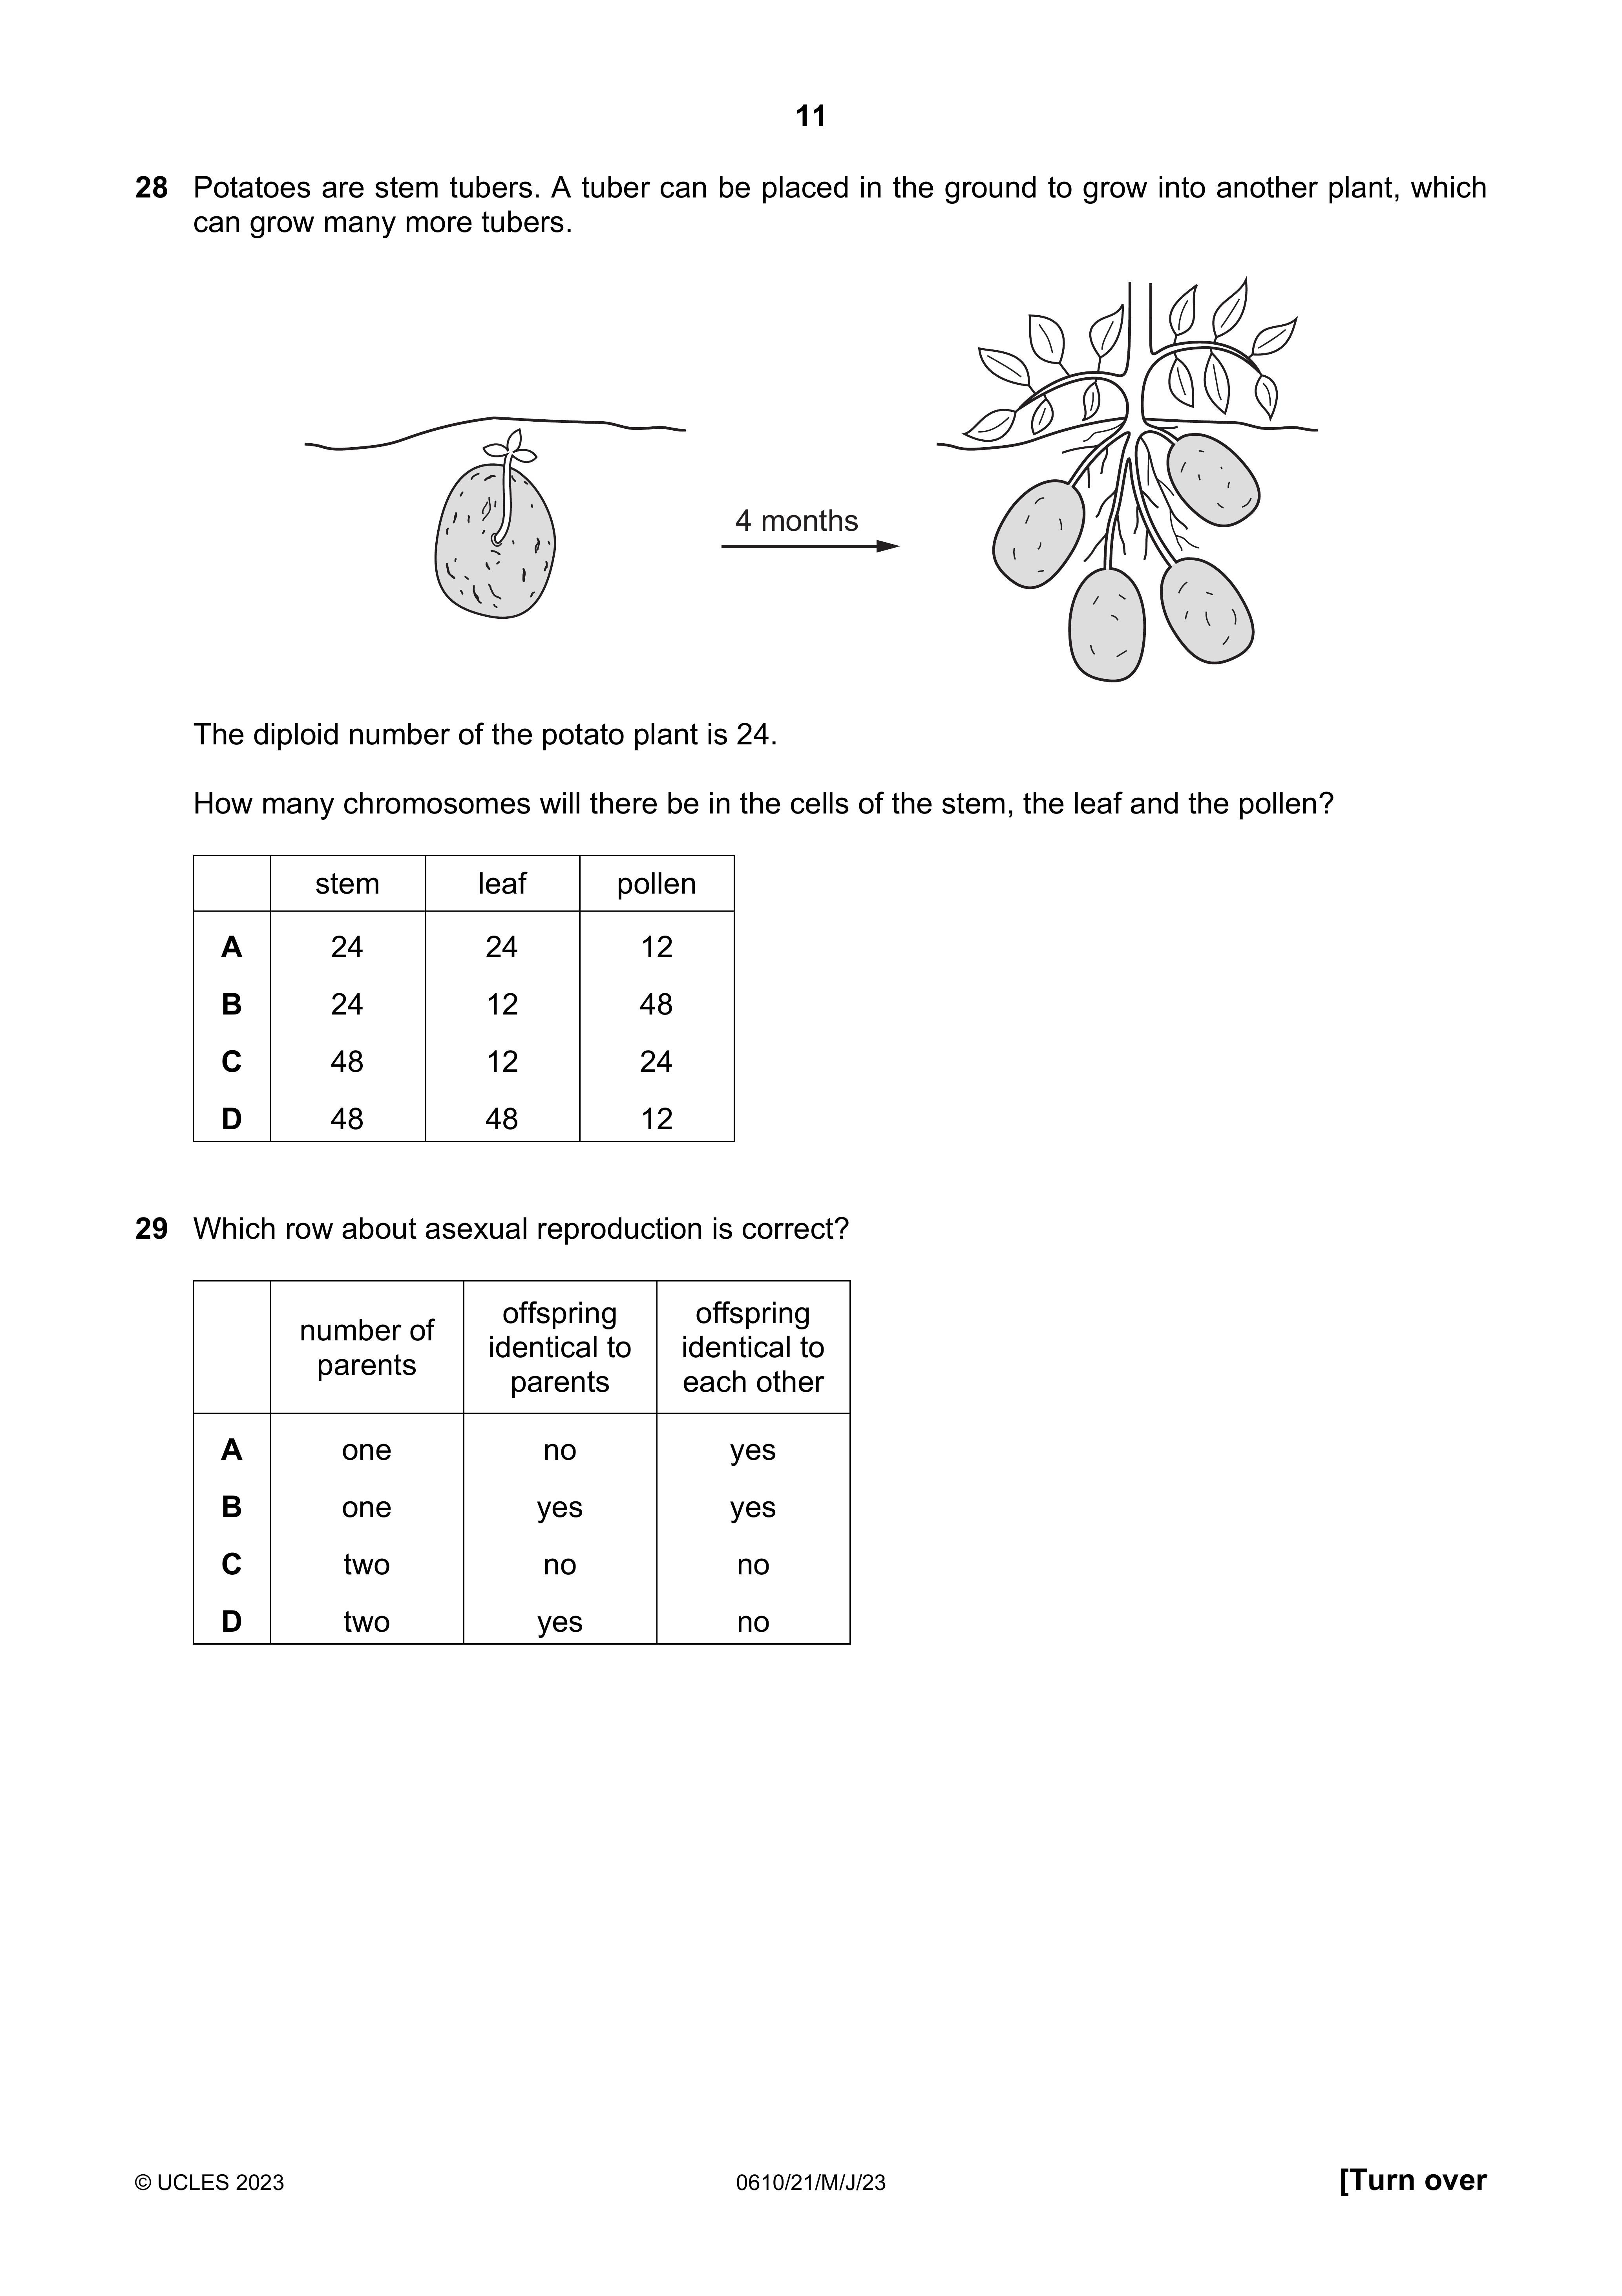 11
28 Potatoes are stem tubers. A tuber can be placed in the ground to grow into another plant, which
can grow many more tubers.
4 months
The diploid number of the potato plant is 24.
How many chromosomes will there be in the cells of the stem, the leaf and the pollen?
stem leaf pollen
A 24 24 12
B 24 12 48
C 48 12 24
D 48 48 12
29 Which row about asexual reproduction is correct?
number of parents offspring identical to parents offspring identical to each other
A one no yes
B one yes yes
C two no no
D two yes no
© UCLES 2023 0610/21/M/J/23 [Turn over